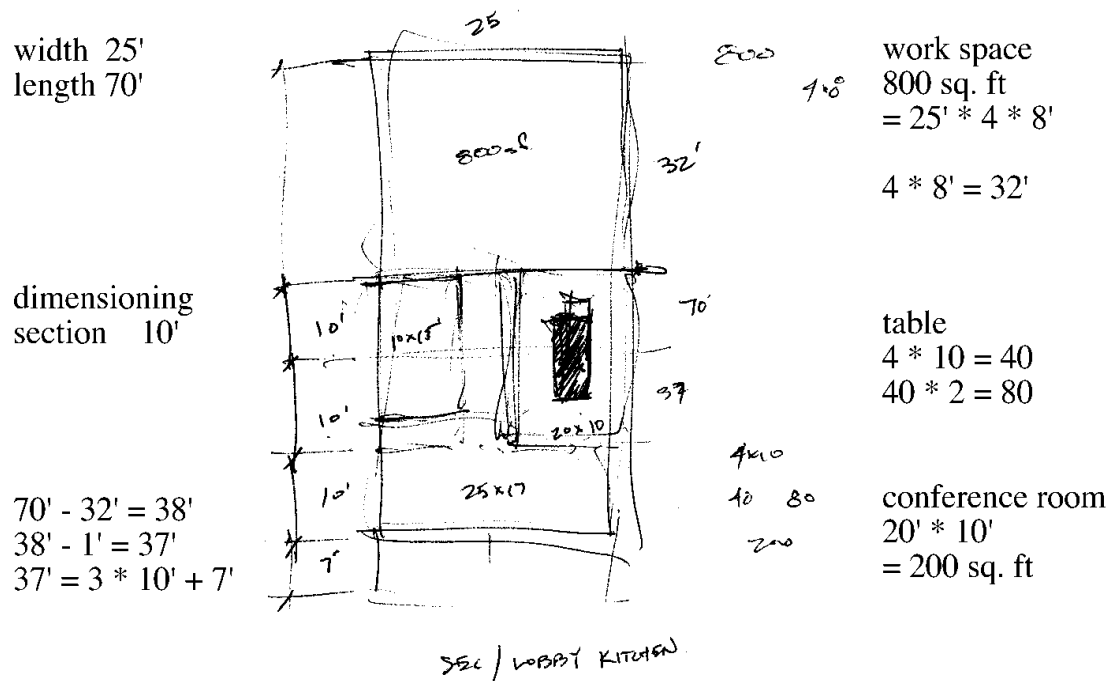 width 25'
length 70'
25
800
4x8
work space
800 sq. ft
= 25' * 4 * 8'
4 * 8' = 32'
800 sf
32'
dimensioning
section 10'
10'
10x15'
70'
37
table
4 * 10 = 40
40 * 2 = 80
10'
20x10
4x10
70' - 32' = 38'
38' - 1' = 37'
37' = 3 * 10' + 7'
10'
25x17
40 80
200
7'
conference room
20' * 10'
= 200 sq. ft
SEC / LOBBY KITCHEN